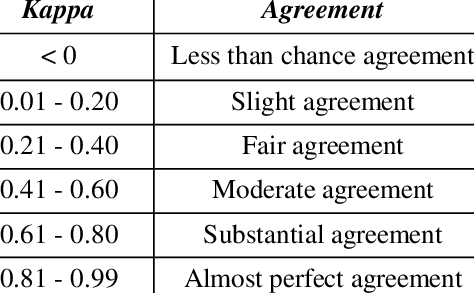 Kappa Agreement
< 0 Less than chance agreement
0.01 - 0.20 Slight agreement
0.21 - 0.40 Fair agreement
0.41 - 0.60 Moderate agreement
0.61 - 0.80 Substantial agreement
0.81 - 0.99 Almost perfect agreement